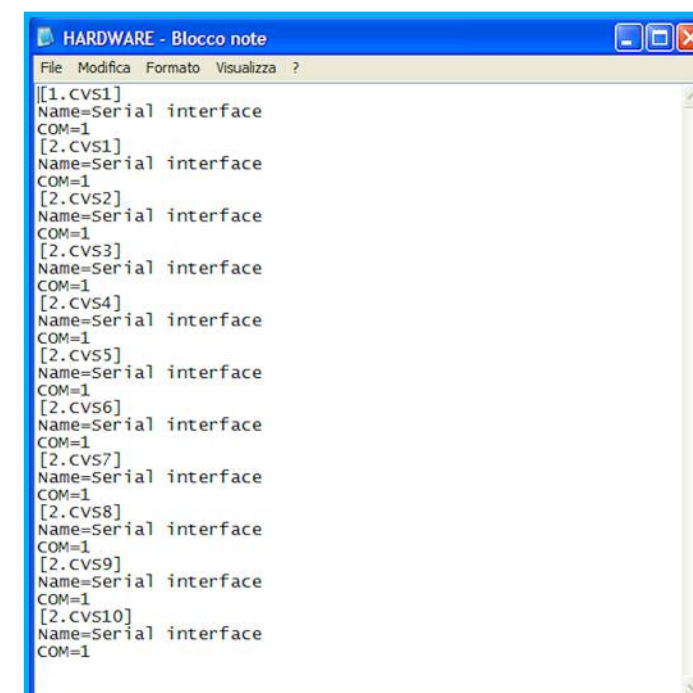 HARDWARE - Blocco note
File Modifica Formato Visualizza ?
[1.CVS1]
Name=Serial interface
COM=1
[2.CVS1]
Name=Serial interface
COM=1
[2.CVS2]
Name=Serial interface
COM=1
[2.CVS3]
Name=Serial interface
COM=1
[2.CVS4]
Name=Serial interface
COM=1
[2.CVS5]
Name=Serial interface
COM=1
[2.CVS6]
Name=Serial interface
COM=1
[2.CVS7]
Name=Serial interface
COM=1
[2.CVS8]
Name=Serial interface
COM=1
[2.CVS9]
Name=Serial interface
COM=1
[2.CVS10]
Name=Serial interface
COM=1